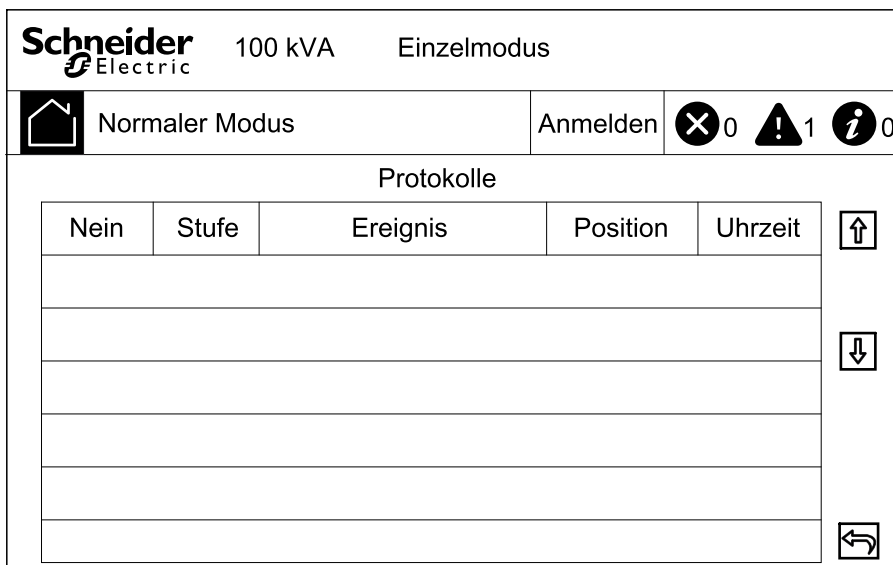 Schneider Electric 100 kVA Einzelmodus
Normaler Modus Anmelden 0 1 0
Protokolle
Nein Stufe Ereignis Position Uhrzeit